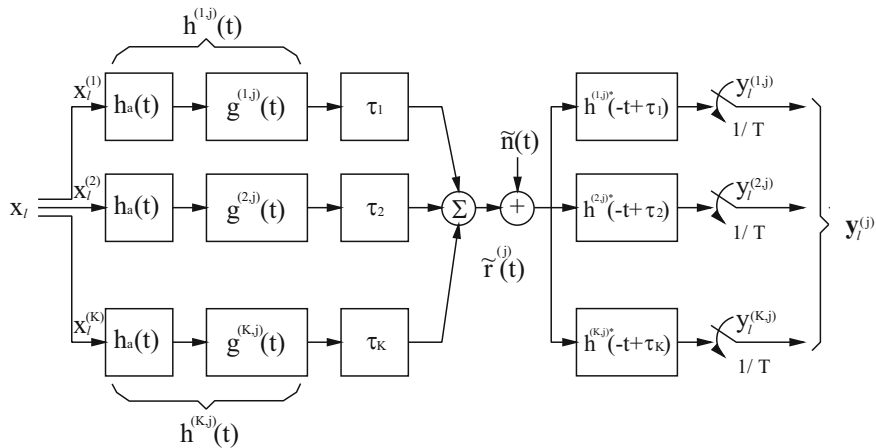 h^(1,j)(t)
x_l^(1) h_a(t) g^(1,j)(t) τ_1 h^(1,j)*(-t+τ_1) y_l^(1,j) 1/ T
ñ(t)
x_l x_l^(2) h_a(t) g^(2,j)(t) τ_2 Σ + h^(2,j)*(-t+τ_2) y_l^(2,j) 1/ T
r̃^(j)(t) y_l^(j)
x_l^(K) h_a(t) g^(K,j)(t) τ_K h^(K,j)*(-t+τ_K) y_l^(K,j) 1/ T
h^(K,j)(t)